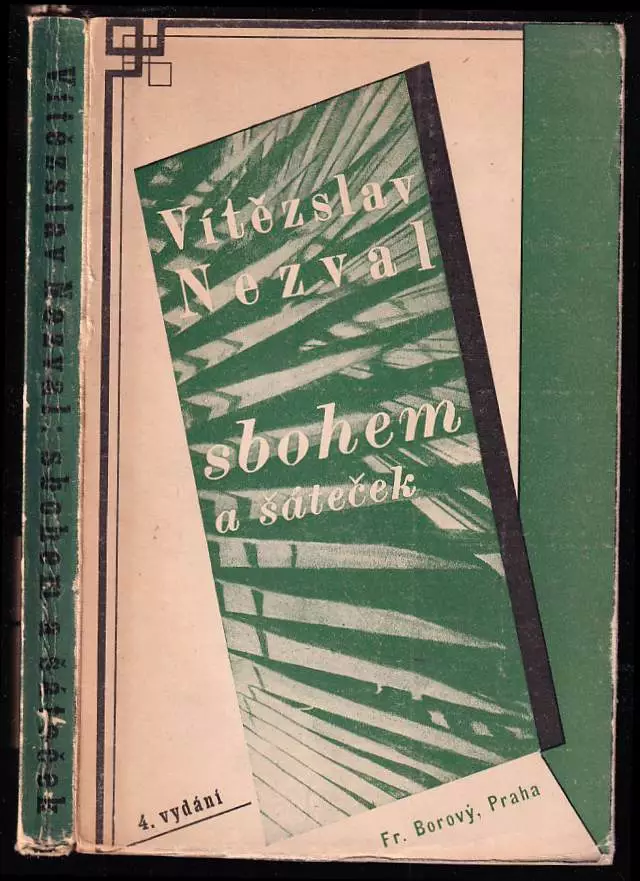 Vítězslav Nezval: sbohem a šáteček
Vítězslav
Nezval
sbohem
a šáteček
4. vydání
Fr. Borový, Praha